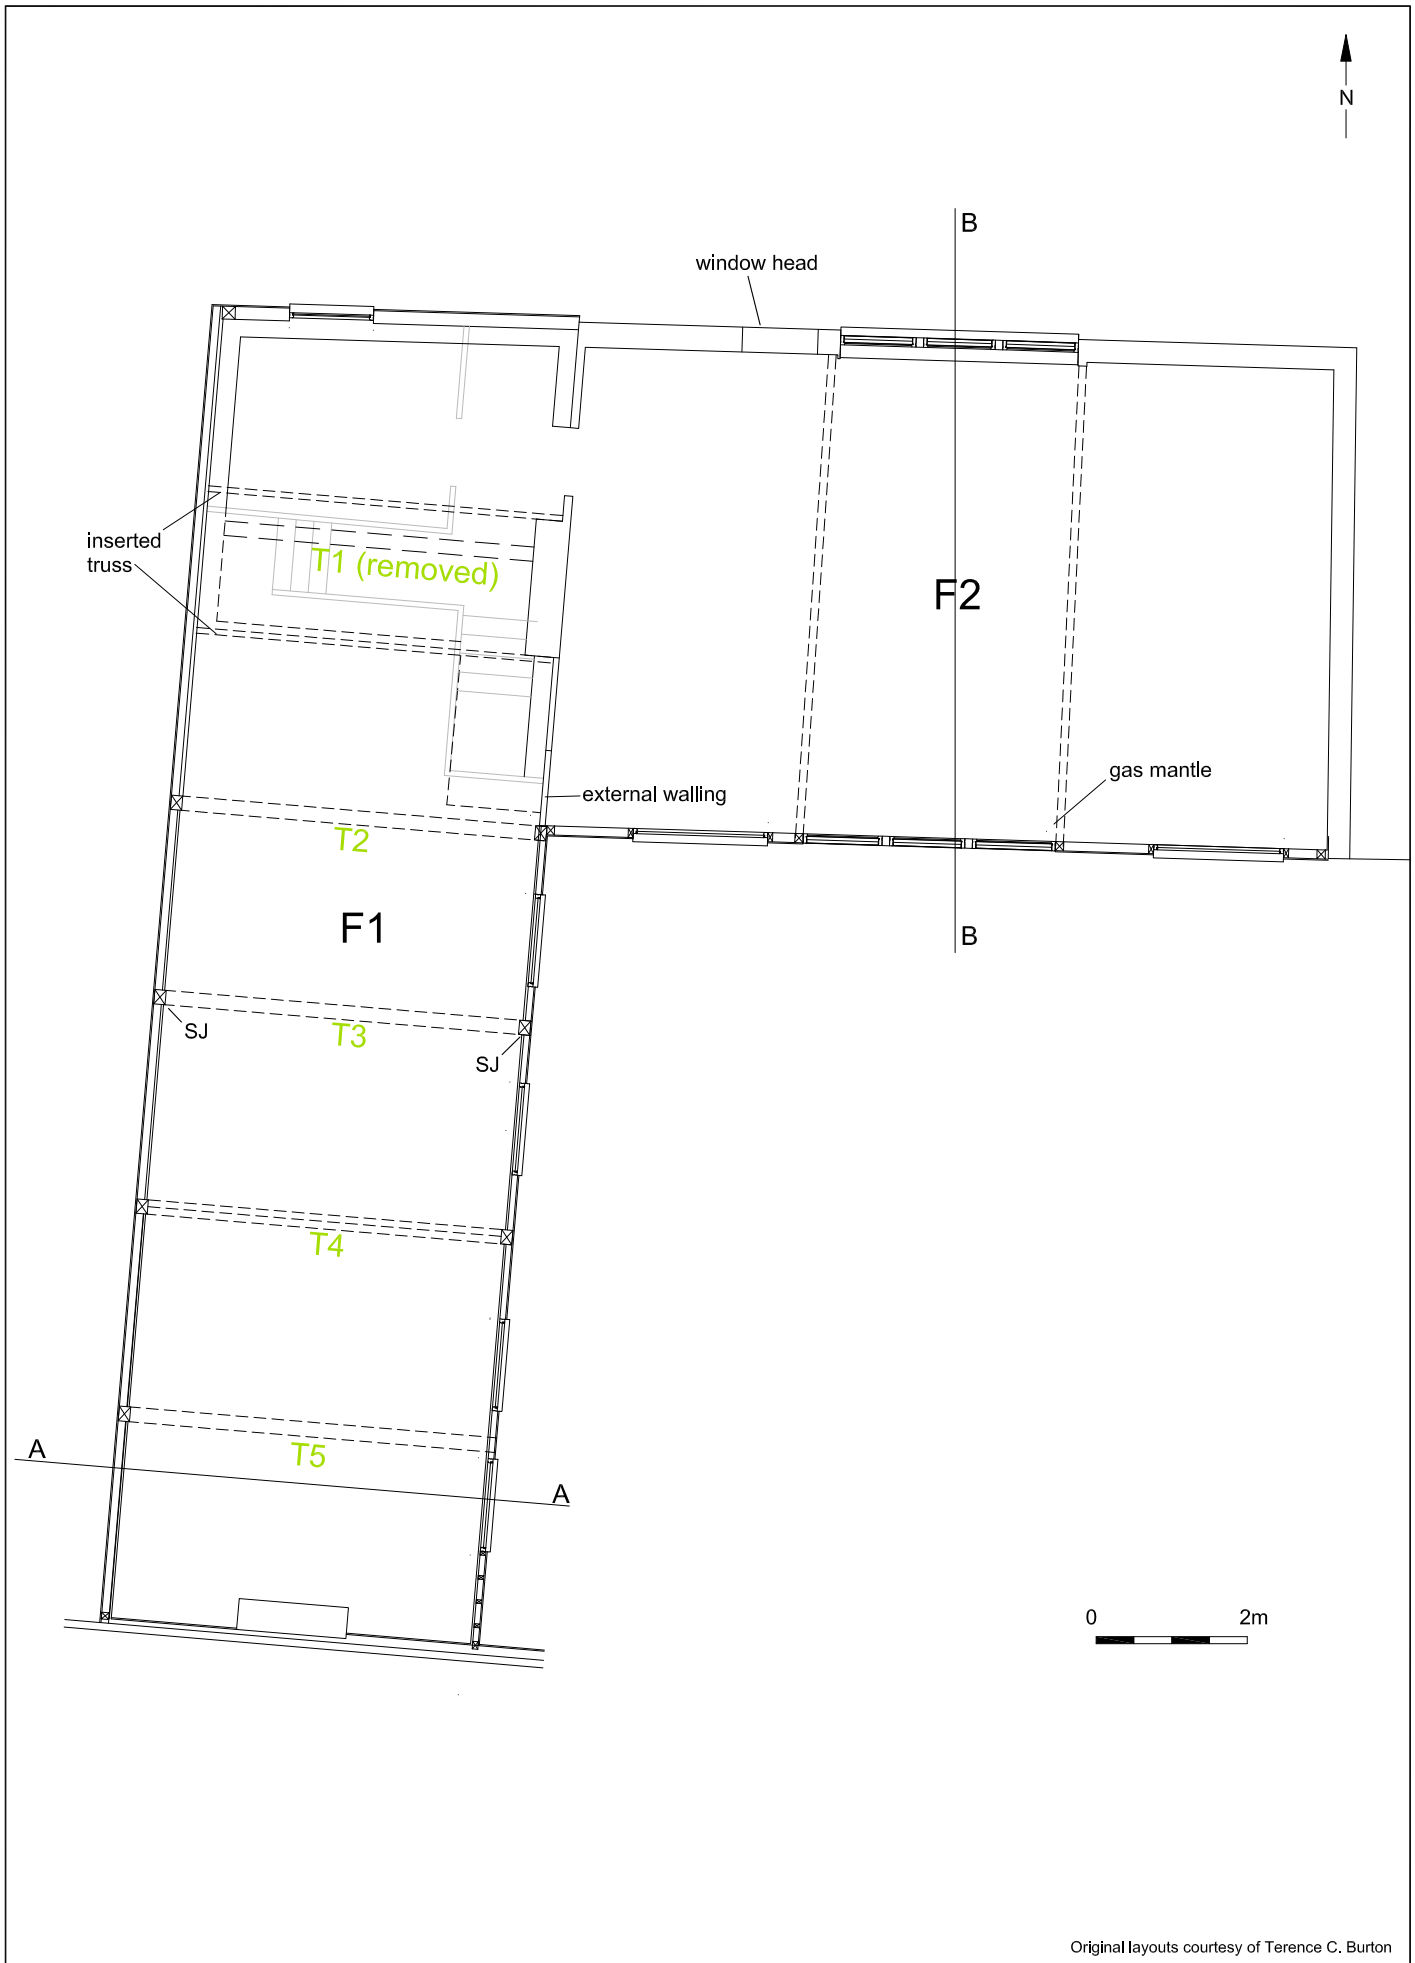 N
B
window head
inserted
truss
T1 (removed)
F2
gas mantle
external walling
T2
F1
B
SJ
T3
SJ
T4
A
T5
A
0 2m
Original layouts courtesy of Terence C. Burton